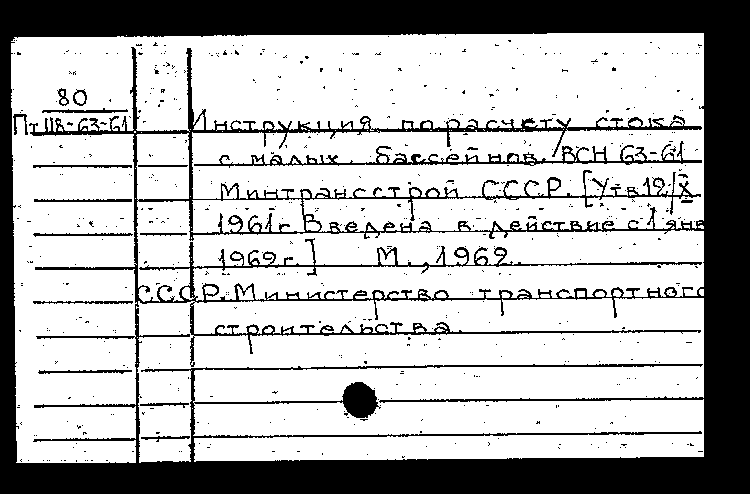 80
Пт 118-63-61
Инструкция по расчету стока
с малых бассейнов. /ВСН 63-61
Минтрансстрой СССР. [Утв 12/X
1961г. Введена в действие с 1 янв
1962г.] М., 1962.
СССР. Министерство транспортного
строительства.